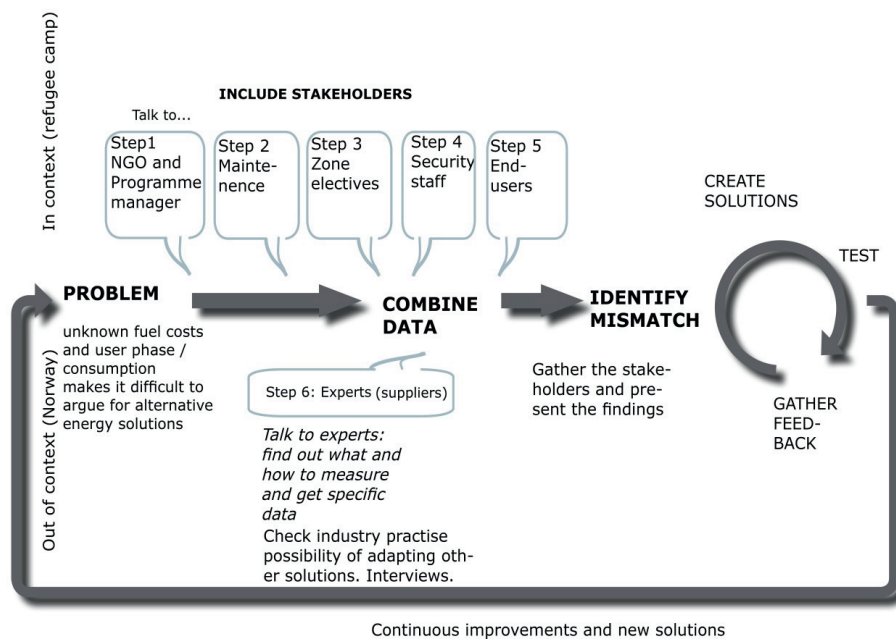 In context (refugee camp)
INCLUDE STAKEHOLDERS
Talk to...
Step1
NGO and
Programme
manager
Step 2
Mainte-
nence
Step 3
Zone
electives
Step 4
Security
staff
Step 5
End-
users
CREATE
SOLUTIONS
TEST
GATHER
FEED-
BACK
PROBLEM
unknown fuel costs
and user phase /
consumption
makes it difficult to
argue for alternative
energy solutions
COMBINE
DATA
IDENTIFY
MISMATCH
Gather the stake-
holders and pre-
sent the findings
Out of context (Norway)
Step 6: Experts (suppliers)
Talk to experts:
find out what and
how to measure
and get specific
data
Check industry practise
possibility of adapting oth-
er solutions. Interviews.
Continuous improvements and new solutions